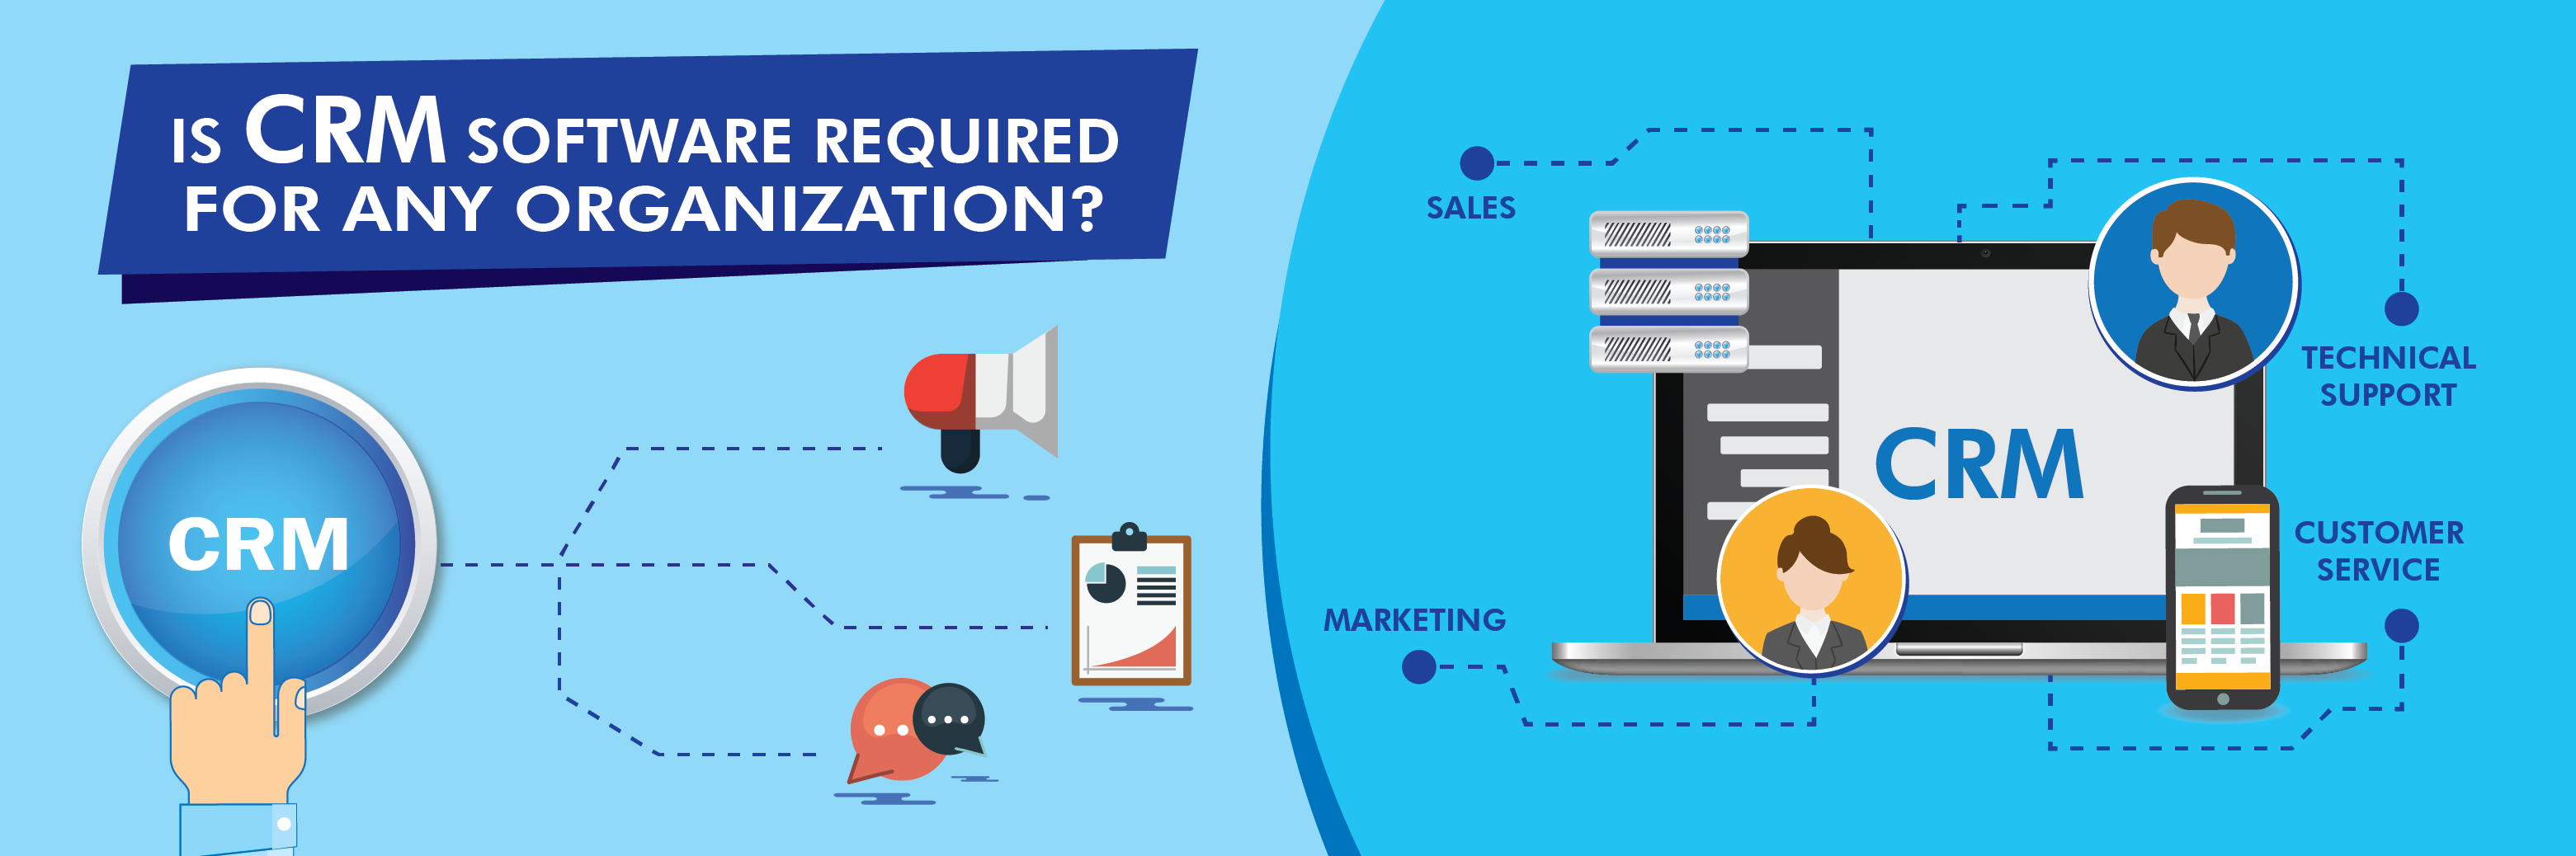 IS CRM SOFTWARE REQUIRED
FOR ANY ORGANIZATION?
CRM
SALES
TECHNICAL
SUPPORT
CRM
CUSTOMER
SERVICE
MARKETING